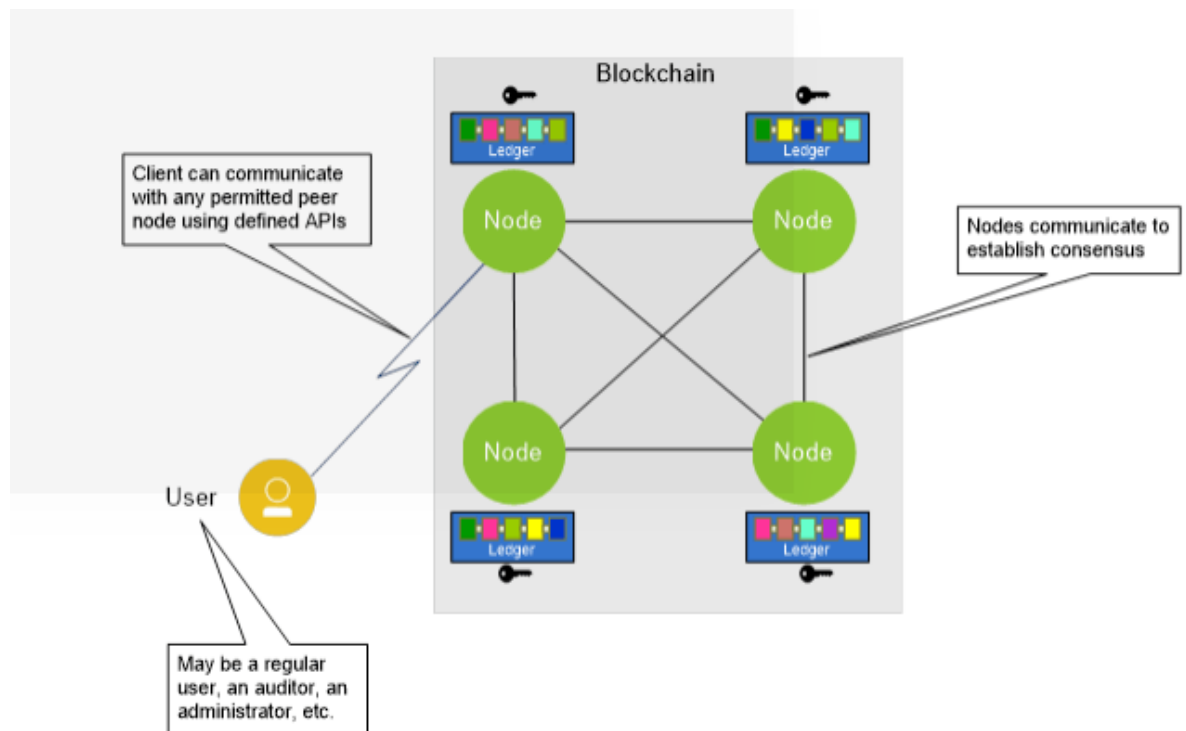 Blockchain
Ledger
Ledger
Client can communicate
with any permitted peer
node using defined APIs
Node
Node
Nodes communicate to
establish consensus
Node
Node
User
Ledger
Ledger
May be a regular
user, an auditor, an
administrator, etc.